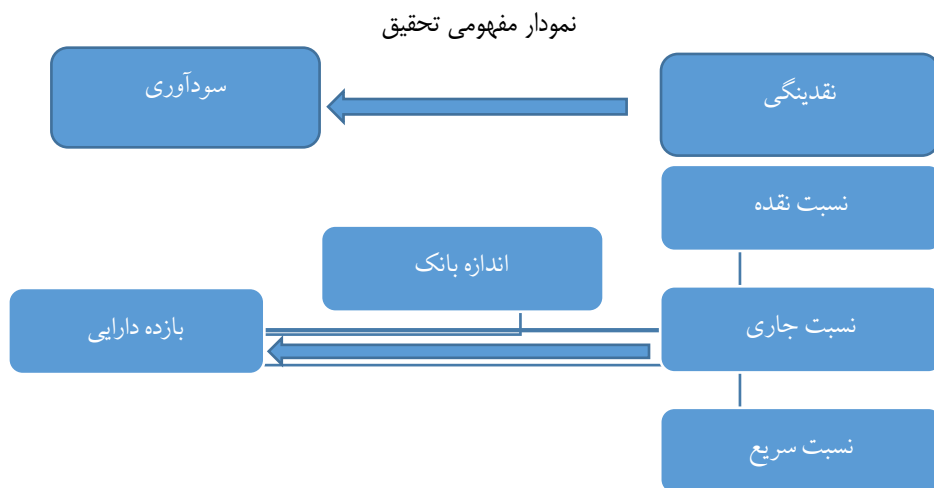 نمودار مفهومی تحقیق
نقدینگی
سودآوری
نسبت نقده
اندازه بانک
نسبت جاری
بازده دارایی
نسبت سریع